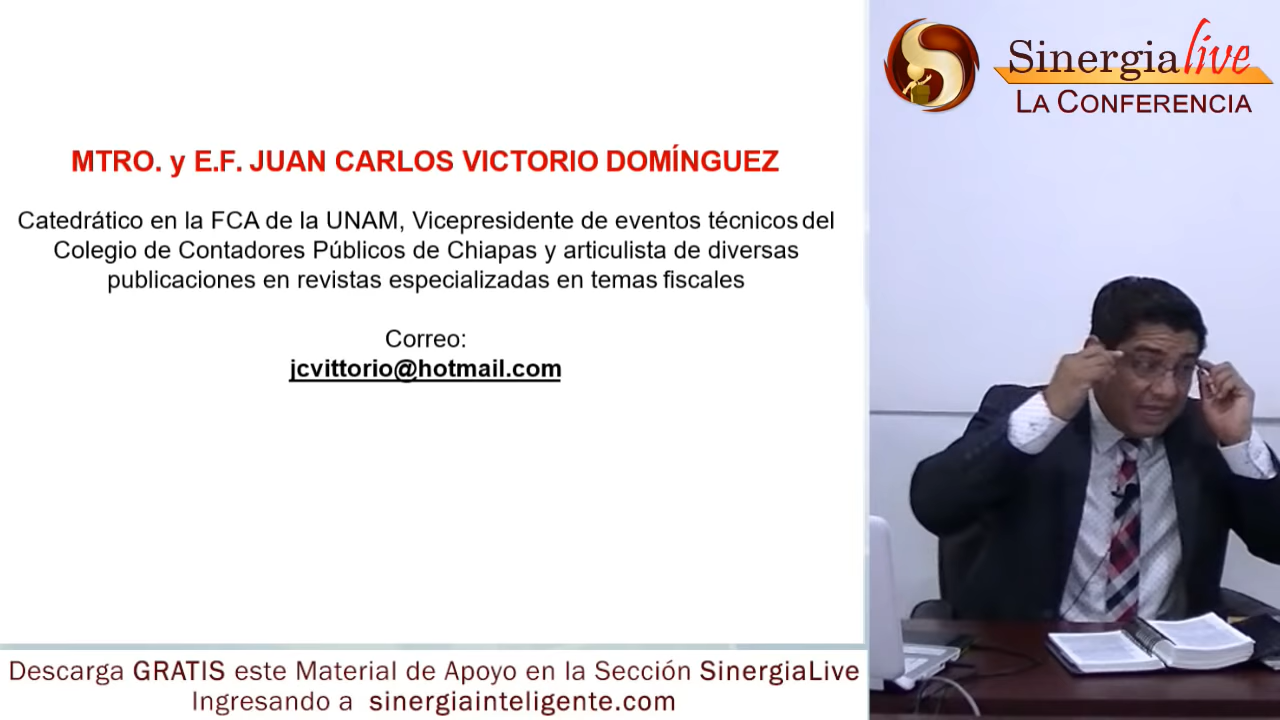 Sinergialive
LA CONFERENCIA
MTRO. y E.F. JUAN CARLOS VICTORIO DOMÍNGUEZ
Catedrático en la FCA de la UNAM, Vicepresidente de eventos técnicos del
Colegio de Contadores Públicos de Chiapas y articulista de diversas
publicaciones en revistas especializadas en temas fiscales
Correo:
jcvittorio@hotmail.com
Descarga GRATIS este Material de Apoyo en la Sección SinergiaLive
Ingresando a sinergiainteligente.com